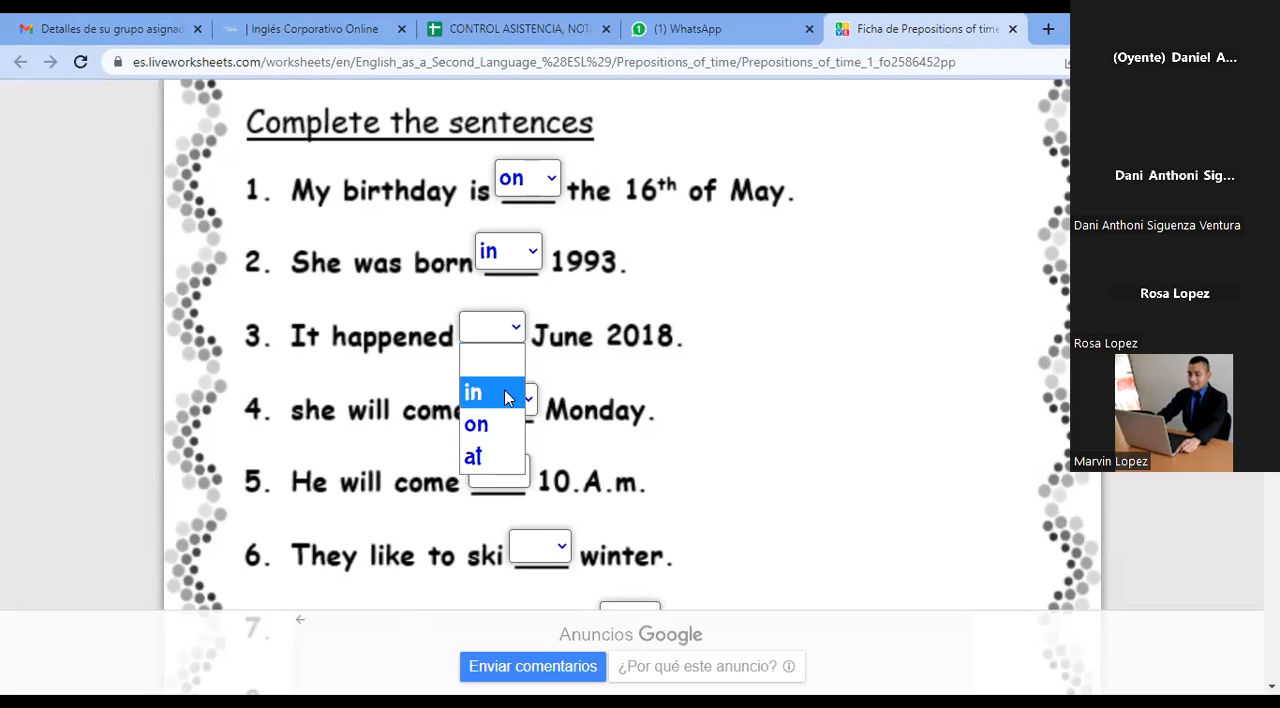 Detalles de su grupo asignac
| Inglés Corporativo Online
CONTROL ASISTENCIA, NOTA
(1) WhatsApp
Ficha de Prepositions of time
es.liveworksheets.com/worksheets/en/English_as_a_Second_Language_%28ESL%29/Prepositions_of_time/Prepositions_of_time_1_fo2586452pp
(Oyente) Daniel A...
Dani Anthoni Sig...
Dani Anthoni Siguenza Ventura
Rosa Lopez
Rosa Lopez
Marvin Lopez
Complete the sentences
1. My birthday is on the 16th of May.
2. She was born in 1993.
3. It happened June 2018.
in
on
at
4. she will come Monday.
5. He will come 10.A.m.
6. They like to ski winter.
7.
Anuncios Google
Enviar comentarios
¿Por qué este anuncio?